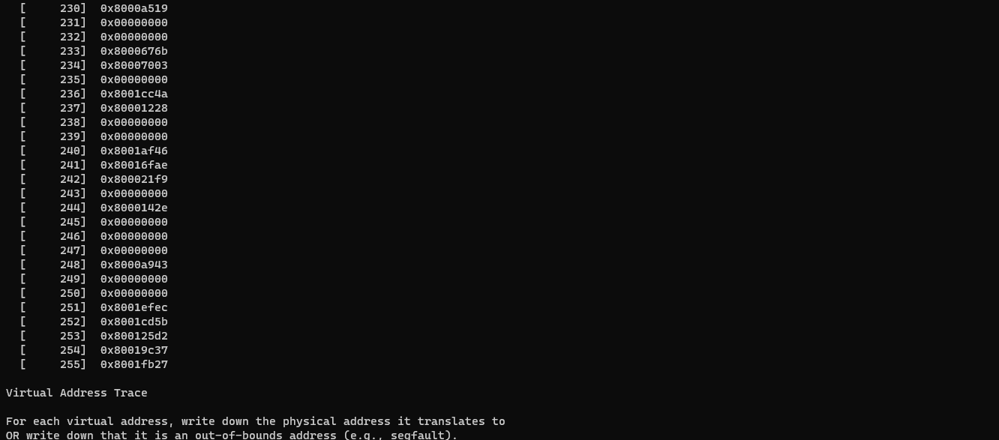 [     230]  0x8000a519
[     231]  0x00000000
[     232]  0x00000000
[     233]  0x8000676b
[     234]  0x80007003
[     235]  0x00000000
[     236]  0x8001cc4a
[     237]  0x80001228
[     238]  0x00000000
[     239]  0x00000000
[     240]  0x8001af46
[     241]  0x80016fae
[     242]  0x800021f9
[     243]  0x00000000
[     244]  0x8000142e
[     245]  0x00000000
[     246]  0x00000000
[     247]  0x00000000
[     248]  0x8000a943
[     249]  0x00000000
[     250]  0x00000000
[     251]  0x8001efec
[     252]  0x8001cd5b
[     253]  0x800125d2
[     254]  0x80019c37
[     255]  0x8001fb27
Virtual Address Trace
For each virtual address, write down the physical address it translates to
OR write down that it is an out-of-bounds address (e.g., segfault).